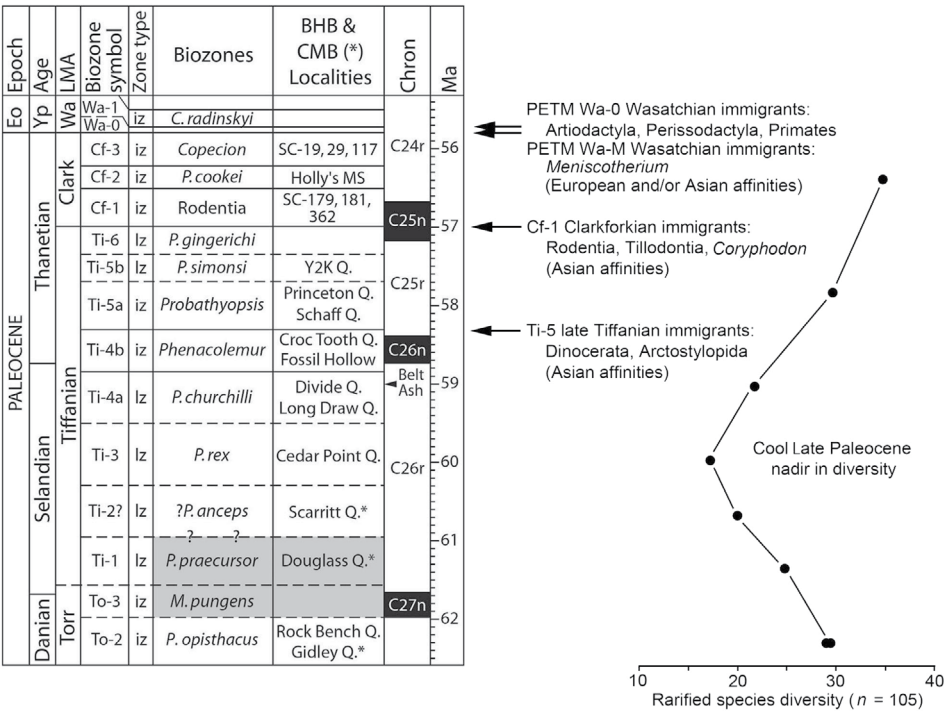 Epoch
Age
LMA
Biozone
symbol
Zone type
Biozones
BHB &
CMB (*)
Localities
Chron
Ma
Eo
Yp
Wa
Wa-1
Wa-0
iz
C. radinskyi
PALEOCENE
Thanetian
Selandian
Danian
Clark
Tiffanian
Torr
Cf-3
iz
Copecion
SC-19, 29, 117
Cf-2
iz
P. cookei
Holly's MS
Cf-1
iz
Rodentia
SC-179, 181,
362
Ti-6
lz
P. gingerichi
Ti-5b
lz
P. simonsi
Y2K Q.
Ti-5a
iz
Probathyopsis
Princeton Q.
Schaff Q.
Ti-4b
iz
Phenacolemur
Croc Tooth Q.
Fossil Hollow
Ti-4a
lz
P. churchilli
Divide Q.
Long Draw Q.
Ti-3
lz
P. rex
Cedar Point Q.
Ti-2?
lz
?P. anceps
Scarritt Q.*
? ?
Ti-1
lz
P. praecursor
Douglass Q.*
To-3
iz
M. pungens
To-2
iz
P. opisthacus
Rock Bench Q.
Gidley Q.*
C24r
C25n
C25r
C26n
Belt
Ash
C26r
C27n
56
57
58
59
60
61
62
PETM Wa-0 Wasatchian immigrants:
Artiodactyla, Perissodactyla, Primates
PETM Wa-M Wasatchian immigrants:
Meniscotherium
(European and/or Asian affinities)
Cf-1 Clarkforkian immigrants:
Rodentia, Tillodontia, Coryphodon
(Asian affinities)
Ti-5 late Tiffanian immigrants:
Dinocerata, Arctostylopida
(Asian affinities)
Cool Late Paleocene
nadir in diversity
10 20 30 40
Rarified species diversity (n = 105)